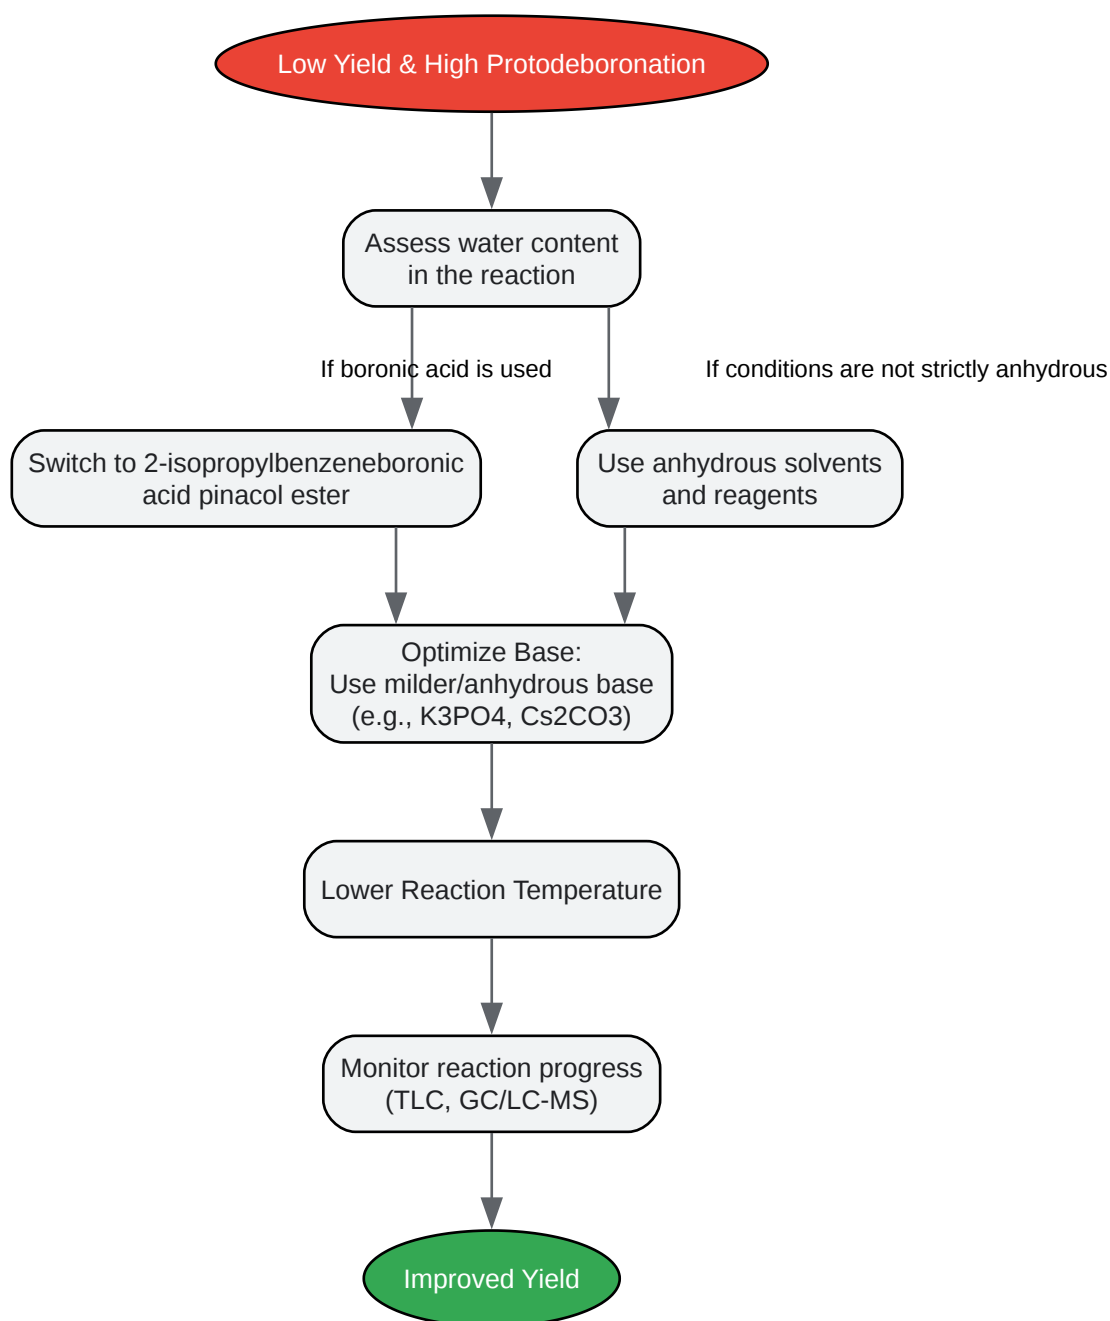 Low Yield & High Protodeboronation
Assess water content
in the reaction
If boronic acid is used
If conditions are not strictly anhydrous
Switch to 2-isopropylbenzeneboronic
acid pinacol ester
Use anhydrous solvents
and reagents
Optimize Base:
Use milder/anhydrous base
(e.g., K3PO4, Cs2CO3)
Lower Reaction Temperature
Monitor reaction progress
(TLC, GC/LC-MS)
Improved Yield